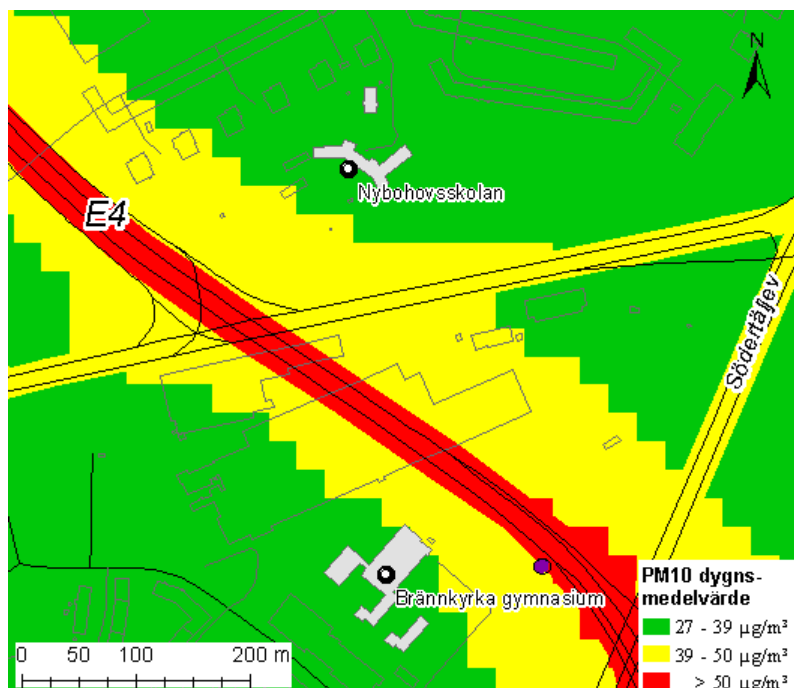 N
Nybohovsskolan
E4
Södertäljev
Brännkyrka gymnasium
PM10 dygns-
medelvärde
27 - 39 µg/m³
39 - 50 µg/m³
> 50 µg/m³
0 50 100 200 m